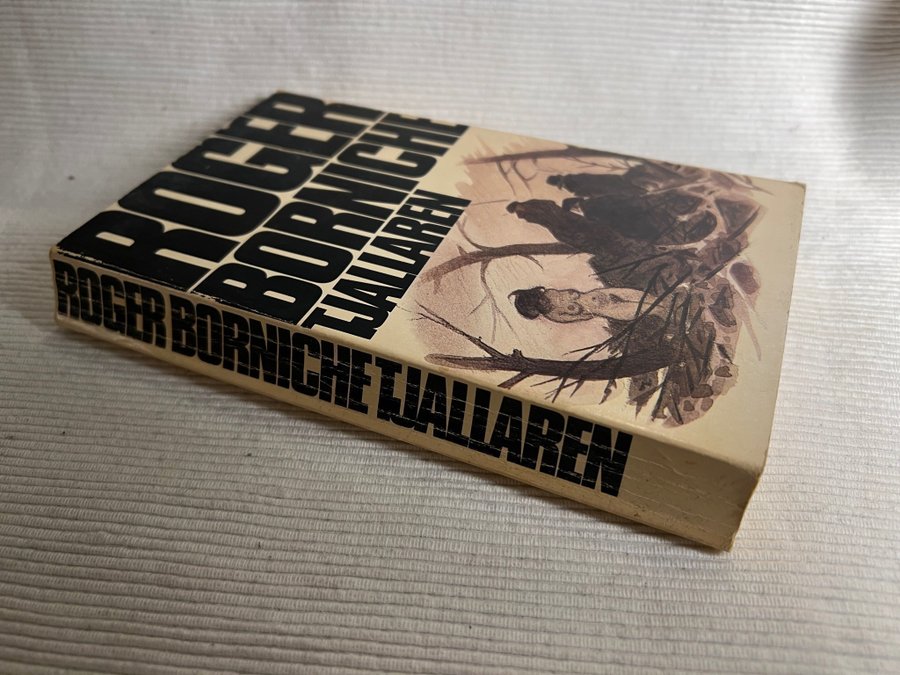 ROGER
BORNICHE
TJALLAREN
ROGER BORNICHE TJALLAREN